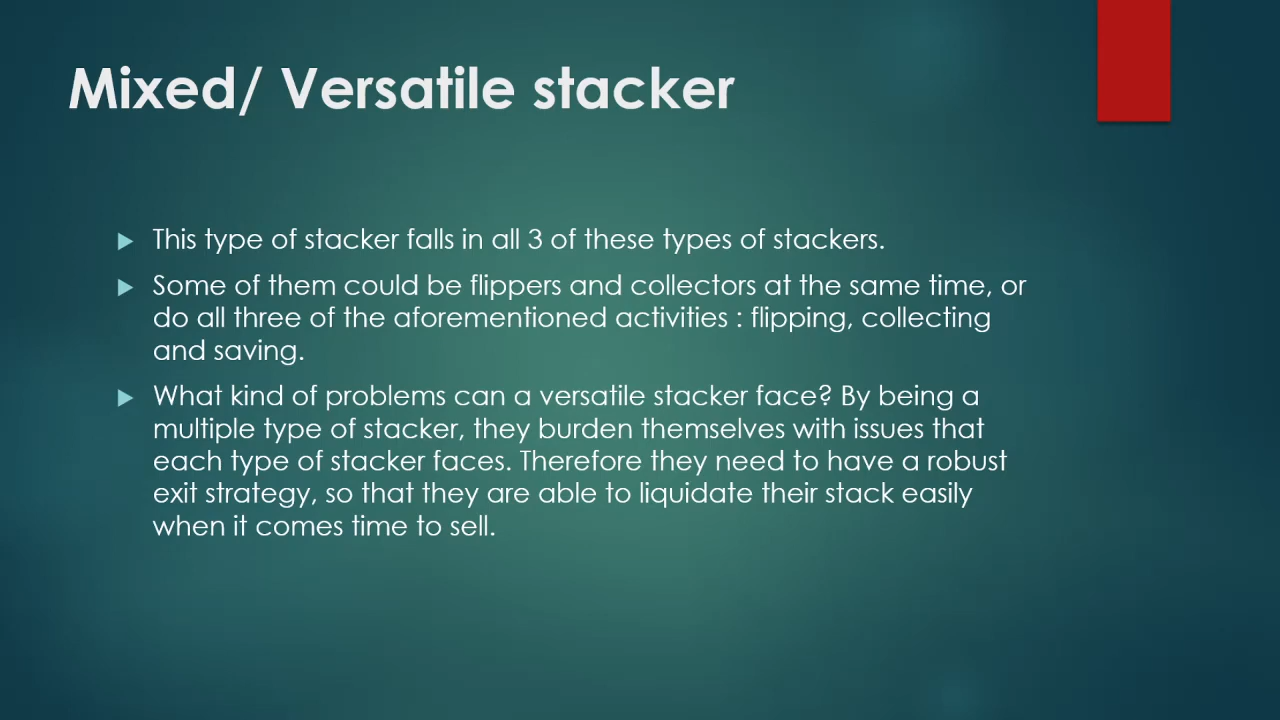 Mixed/ Versatile stacker
This type of stacker falls in all 3 of these types of stackers.
Some of them could be flippers and collectors at the same time, or
do all three of the aforementioned activities : flipping, collecting
and saving.
What kind of problems can a versatile stacker face? By being a
multiple type of stacker, they burden themselves with issues that
each type of stacker faces. Therefore they need to have a robust
exit strategy, so that they are able to liquidate their stack easily
when it comes time to sell.